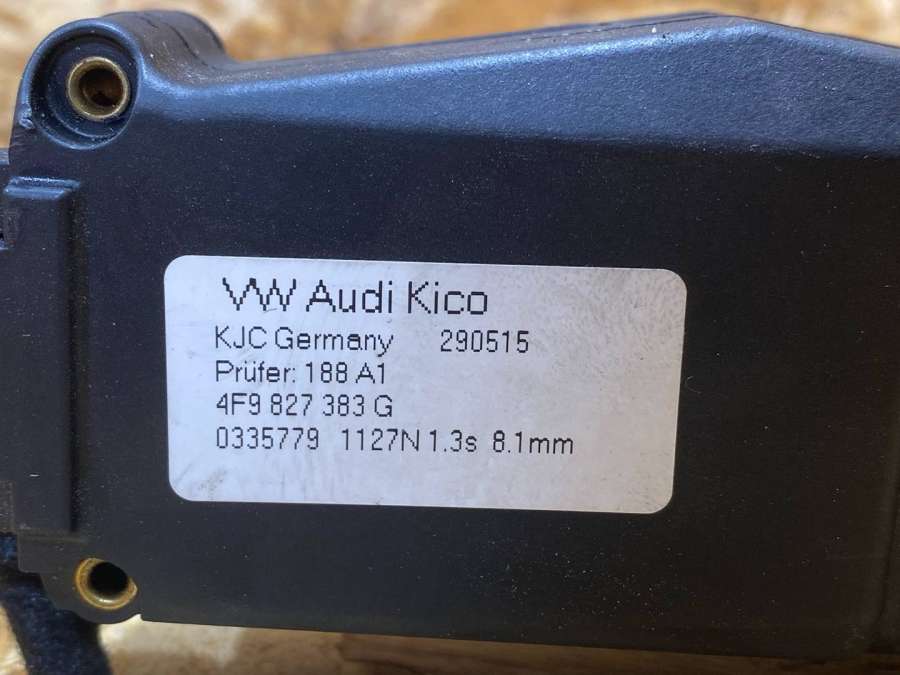 VW Audi Kico
KJC Germany 290515
Prüfer: 188 A1
4F9 827 383 G
0335779 1127N 1.3s 8.1mm